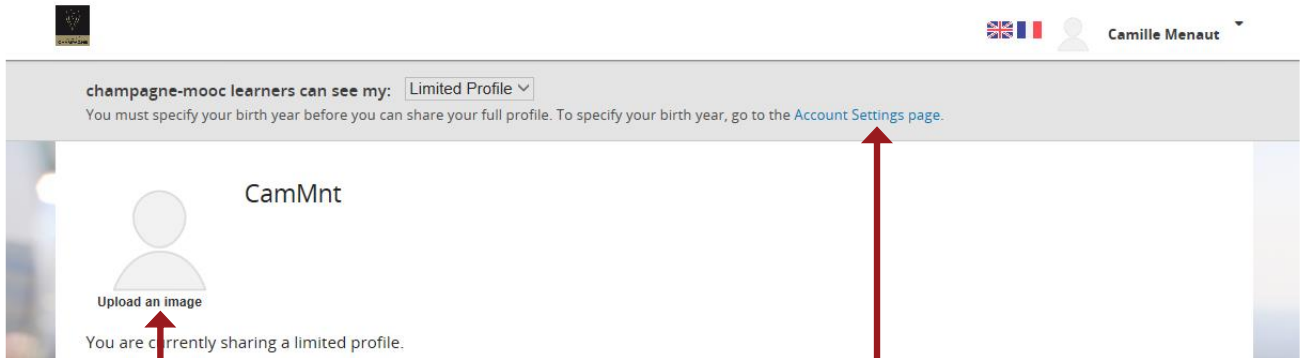 Camille Menaut
champagne-mooc learners can see my: Limited Profile
You must specify your birth year before you can share your full profile. To specify your birth year, go to the Account Settings page.
CamMnt
Upload an image
You are currently sharing a limited profile.